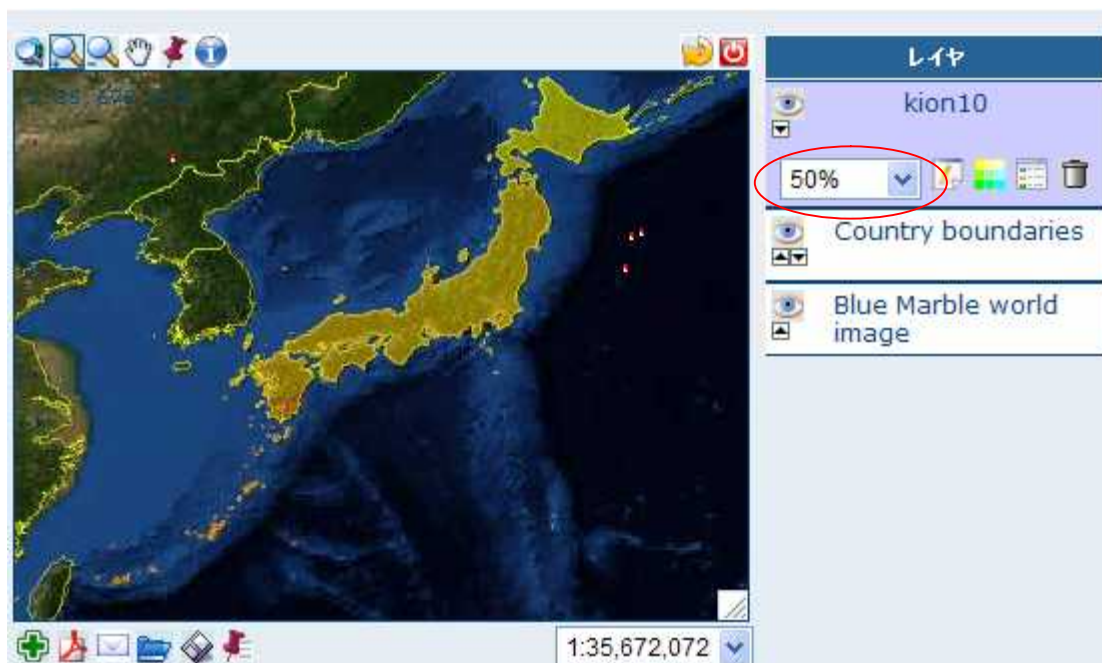 レイヤ
kion10
50%
Country boundaries
Blue Marble world
image
1:35,672,072